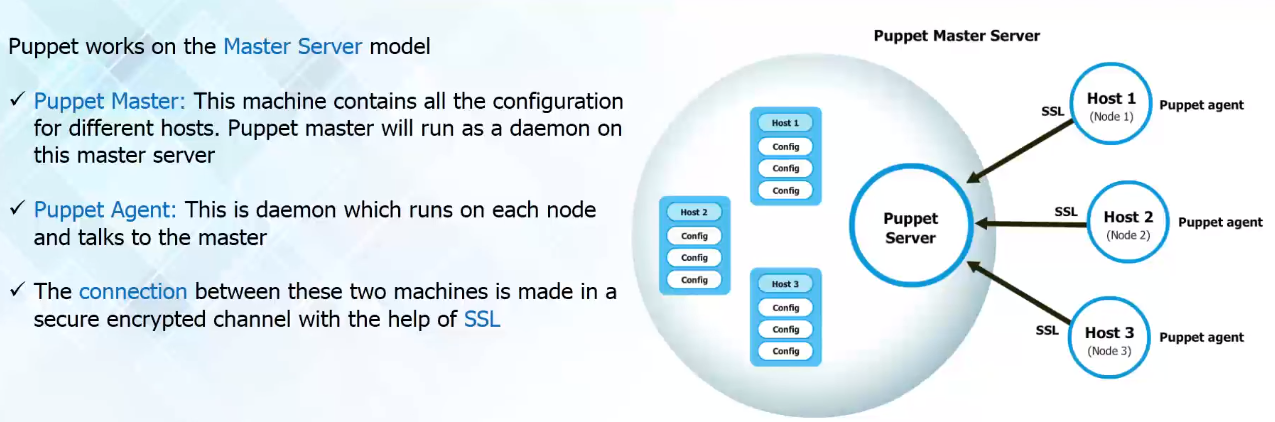 Puppet works on the Master Server model
✓ Puppet Master: This machine contains all the configuration
for different hosts. Puppet master will run as a daemon on
this master server
✓ Puppet Agent: This is daemon which runs on each node
and talks to the master
✓ The connection between these two machines is made in a
secure encrypted channel with the help of SSL
Puppet Master Server
Host 1
Config
Config
Config
Host 2
Config
Config
Config
Host 3
Config
Config
Config
Puppet
Server
SSL
Host 1
(Node 1)
Puppet agent
SSL
Host 2
(Node 2)
Puppet agent
SSL
Host 3
(Node 3)
Puppet agent